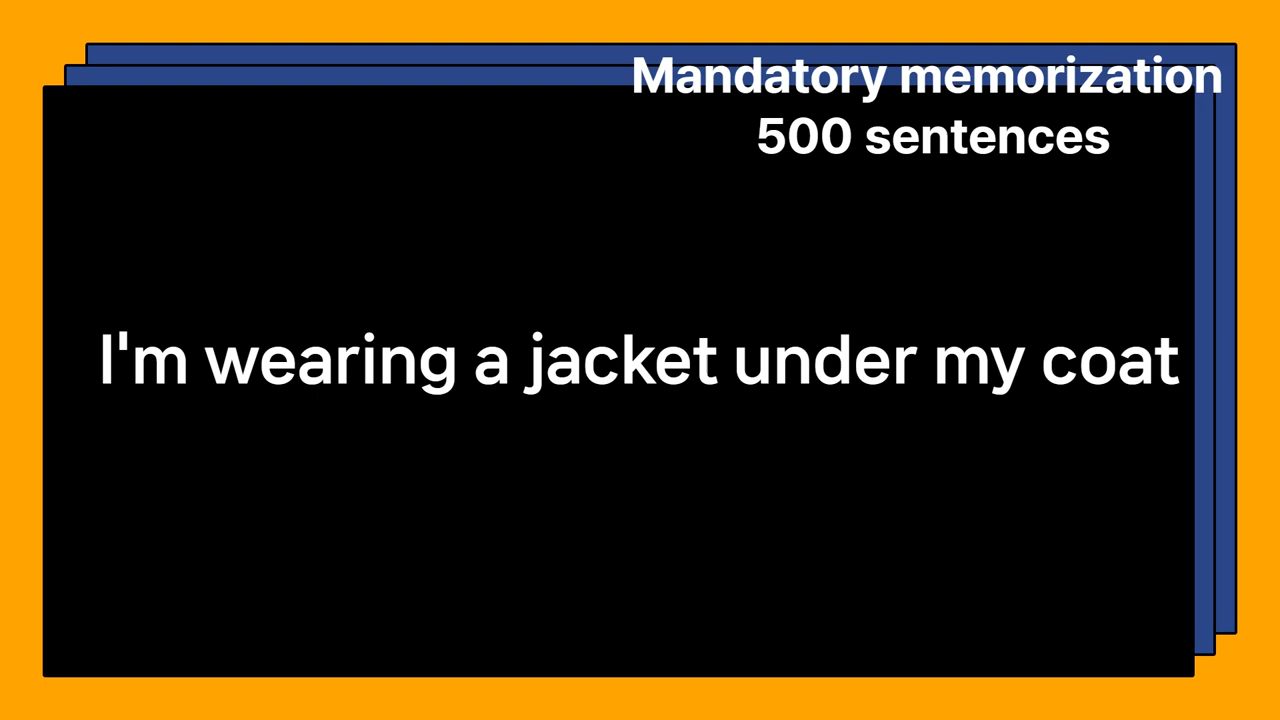 Mandatory memorization
500 sentences
I'm wearing a jacket under my coat